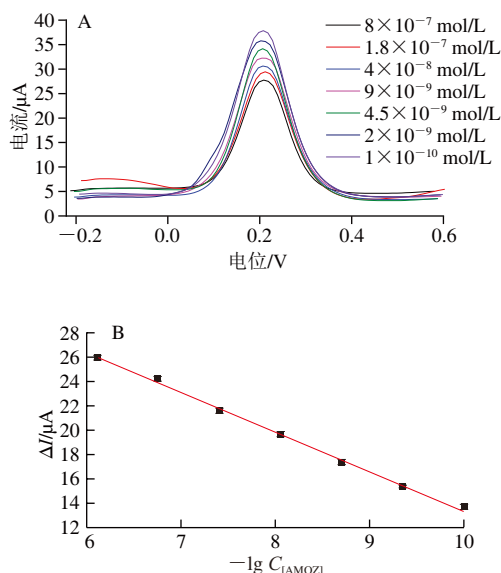 A
40
35
30
25
20
15
10
5
0
电流/μA
−0.2 0.0 0.2 0.4 0.6
电位/V
8×10⁻⁷ mol/L
1.8×10⁻⁷ mol/L
4×10⁻⁸ mol/L
9×10⁻⁹ mol/L
4.5×10⁻⁹ mol/L
2×10⁻⁹ mol/L
1×10⁻¹⁰ mol/L
B
28
26
24
22
20
18
16
14
12
ΔI/μA
6 7 8 9 10
−lg C[AMOZ]